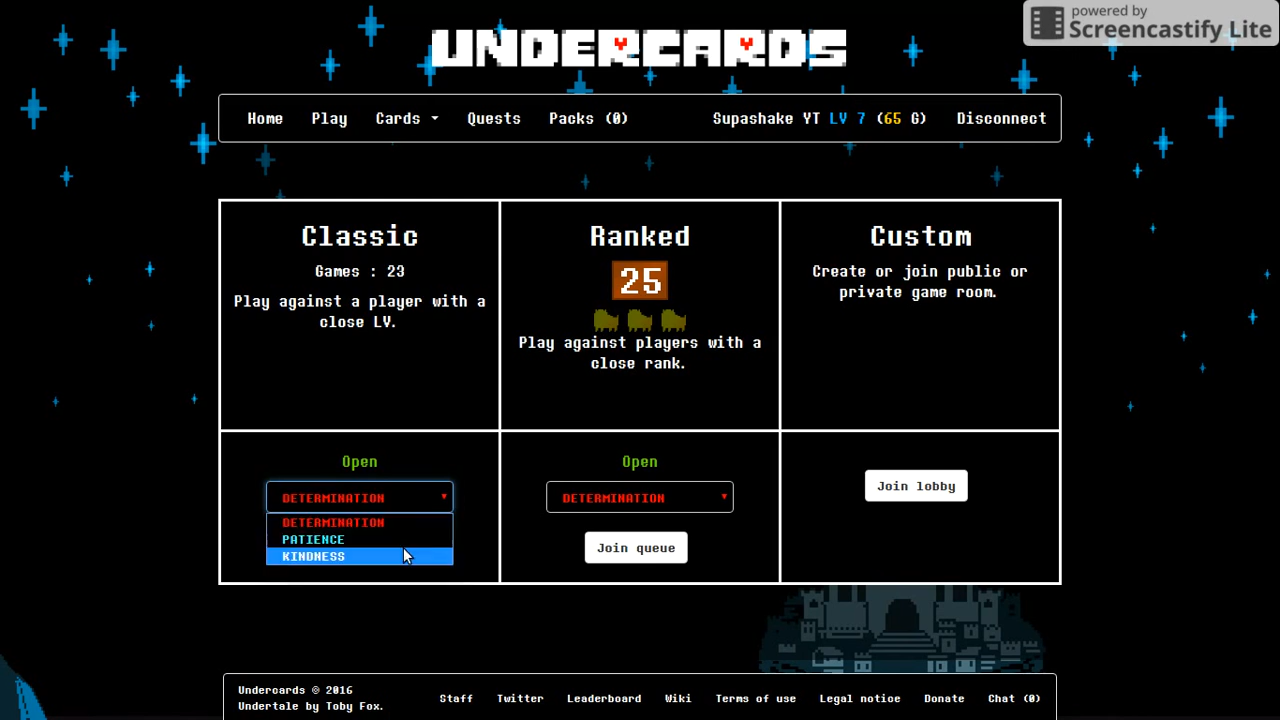 powered by
Screencastify Lite
UNDERCARDS
Home Play Cards Quests Packs (0) Supashake YT LV 7 (65 G) Disconnect
Classic
Games : 23
Play against a player with a
close LV.
Ranked
25
Play against players with a
close rank.
Custom
Create or join public or
private game room.
Open
DETERMINATION
DETERMINATION
PATIENCE
KINDNESS
Open
DETERMINATION
Join queue
Join lobby
Undercards © 2016
Undertale by Toby Fox.
Staff Twitter Leaderboard Wiki Terms of use Legal notice Donate Chat (0)